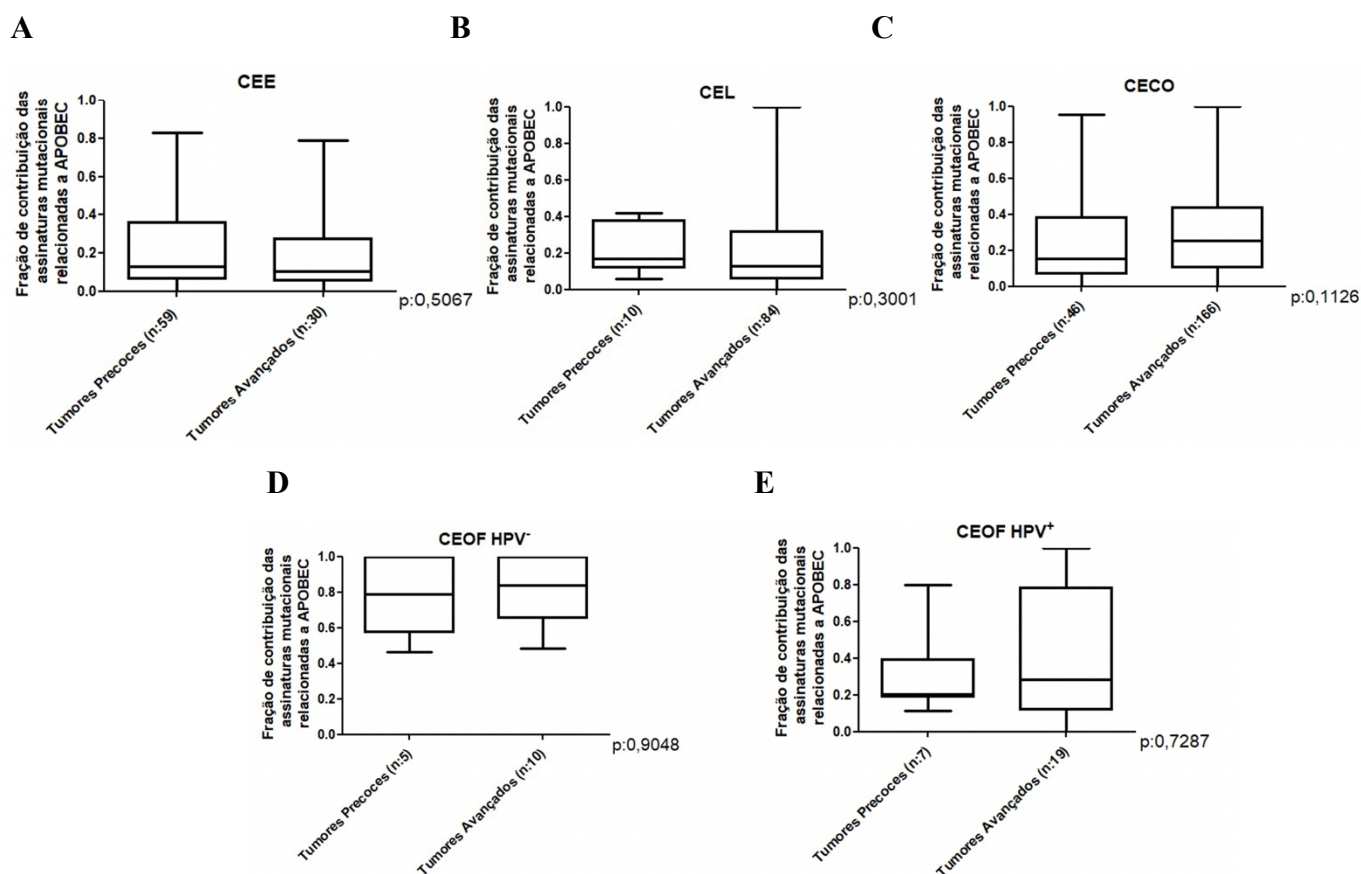 A
CEE
Fração de contribuição das
assinaturas mutacionais
relacionadas a APOBEC
1.0
0.8
0.6
0.4
0.2
0.0
Tumores Precoces (n:59)
Tumores Avançados (n:30)
p:0,5067
B
CEL
Fração de contribuição das
assinaturas mutacionais
relacionadas a APOBEC
1.0
0.8
0.6
0.4
0.2
0.0
Tumores Precoces (n:10)
Tumores Avançados (n:84)
p:0,3001
C
CECO
Fração de contribuição das
assinaturas mutacionais
relacionadas a APOBEC
1.0
0.8
0.6
0.4
0.2
0.0
Tumores Precoces (n:46)
Tumores Avançados (n:166)
p:0,1126
D
CEOF HPV⁻
Fração de contribuição das
assinaturas mutacionais
relacionadas a APOBEC
1.0
0.8
0.6
0.4
0.2
0.0
Tumores Precoces (n:5)
Tumores Avançados (n:10)
p:0,9048
E
CEOF HPV⁺
Fração de contribuição das
assinaturas mutacionais
relacionadas a APOBEC
1.0
0.8
0.6
0.4
0.2
0.0
Tumores Precoces (n:7)
Tumores Avançados (n:19)
p:0,7287